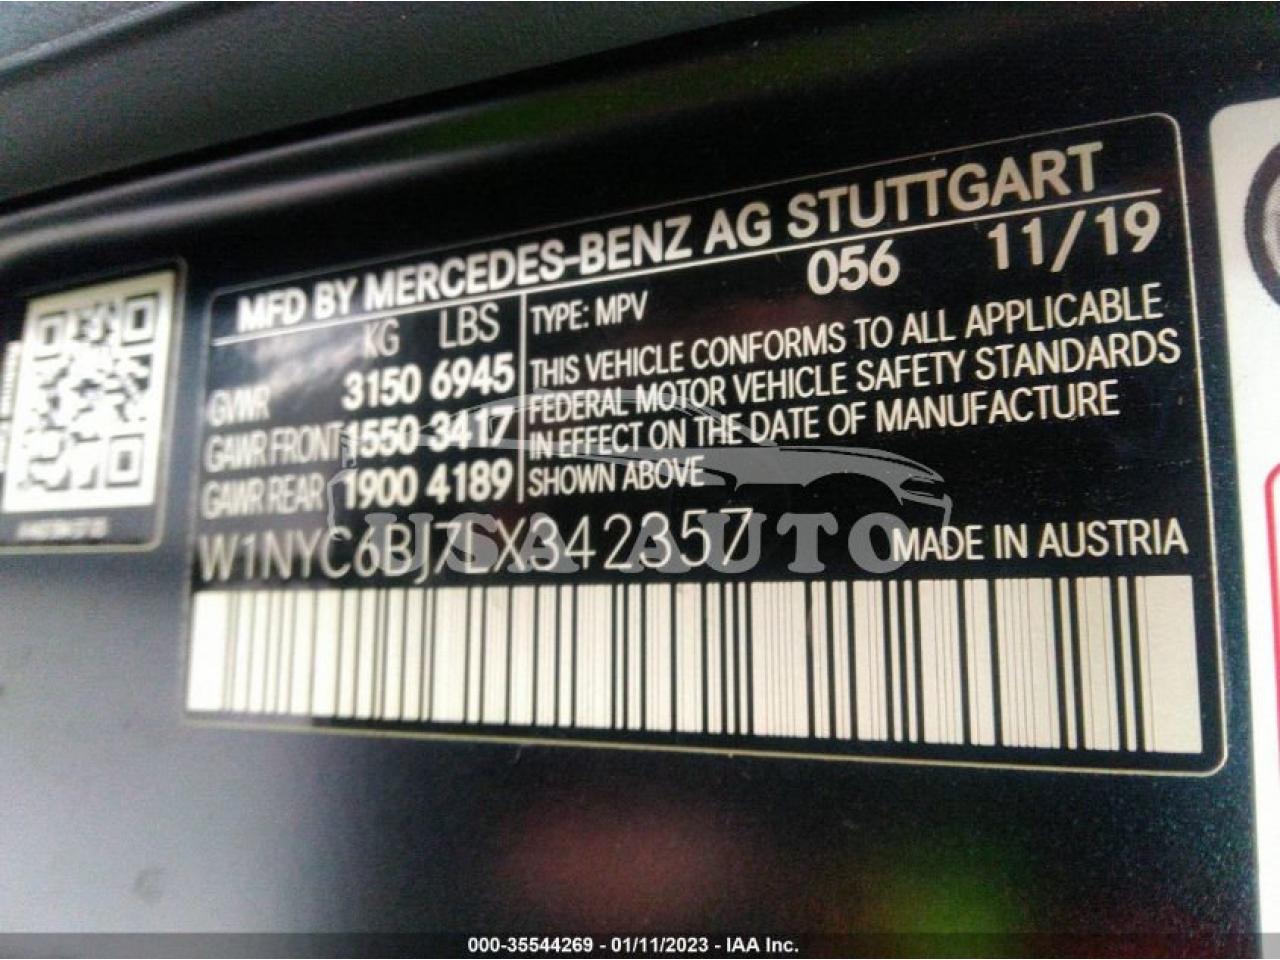 MFD BY MERCEDES-BENZ AG STUTTGART
056 11/19
KG LBS
GVWR 3150 6945
GAWR FRONT 1550 3417
GAWR REAR 1900 4189
TYPE: MPV
THIS VEHICLE CONFORMS TO ALL APPLICABLE
FEDERAL MOTOR VEHICLE SAFETY STANDARDS
IN EFFECT ON THE DATE OF MANUFACTURE
SHOWN ABOVE
W1NYC6BJ7LX342357
MADE IN AUSTRIA
USA AUTO
000-35544269 - 01/11/2023 - IAA Inc.